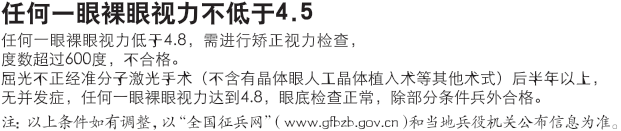 任何一眼裸眼视力不低于4.5
任何一眼裸眼视力低于4.8，需进行矫正视力检查，
度数超过600度，不合格。
屈光不正经准分子激光手术（不含有晶体眼人工晶体植入术等其他术式）后半年以上，
无并发症，任何一眼裸眼视力达到4.8，眼底检查正常，除部分条件兵外合格。
注：以上条件如有调整，以“全国征兵网”（www.gfbzb.gov.cn）和当地兵役机关公布信息为准。